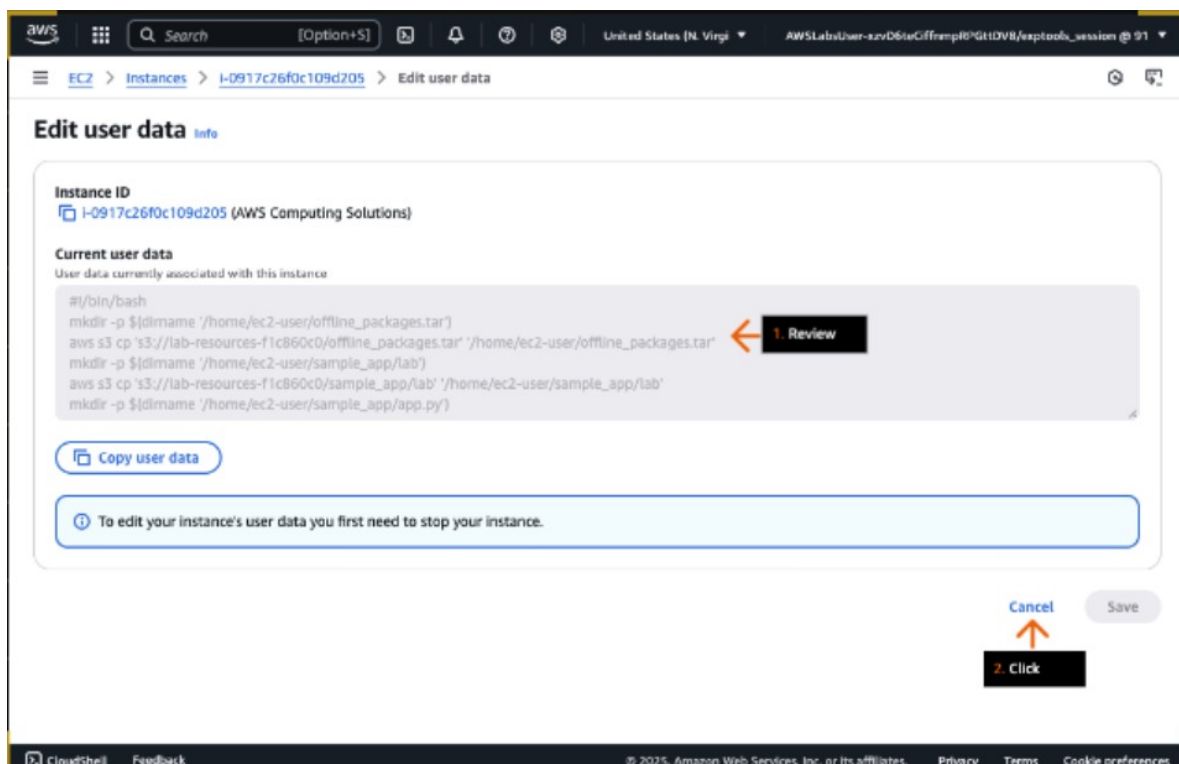 aws Search [Option+S] United States (N. Virgi
EC2 > Instances > i-0917c26f0c109d205 > Edit user data
Edit user data Info
Instance ID
i-0917c26f0c109d205 (AWS Computing Solutions)
Current user data
User data currently associated with this instance
#!/bin/bash
mkdir -p $(dirname '/home/ec2-user/offline_packages.tar')
aws s3 cp 's3://lab-resources-f1c860c0/offline_packages.tar' '/home/ec2-user/offline_packages.tar'
mkdir -p $(dirname '/home/ec2-user/sample_app/lab')
aws s3 cp 's3://lab-resources-f1c860c0/sample_app/lab' '/home/ec2-user/sample_app/lab'
mkdir -p $(dirname '/home/ec2-user/sample_app/app.py')
1. Review
Copy user data
To edit your instance's user data you first need to stop your instance.
Cancel Save
2. Click
CloudShell Feedback © 2025, Amazon Web Services, Inc. or its affiliates. Privacy Terms Cookie preferences